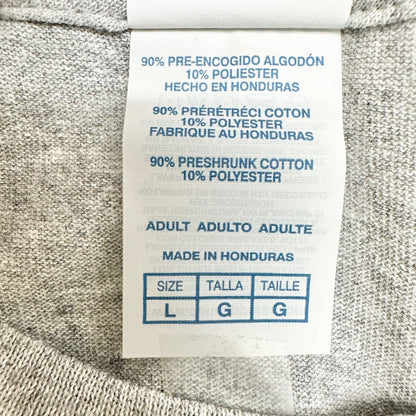 90% PRE-ENCOGIDO ALGODÓN
10% POLIESTER
HECHO EN HONDURAS
90% PRÉRÉTRÉCI COTON
10% POLYESTER
FABRIQUE AU HONDURAS
90% PRESHRUNK COTTON
10% POLYESTER
ADULT ADULTO ADULTE
MADE IN HONDURAS
SIZE TALLA TAILLE
L G G